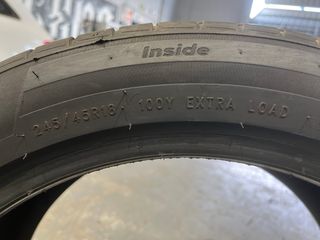 Inside
245/45R18 100Y EXTRA LOAD